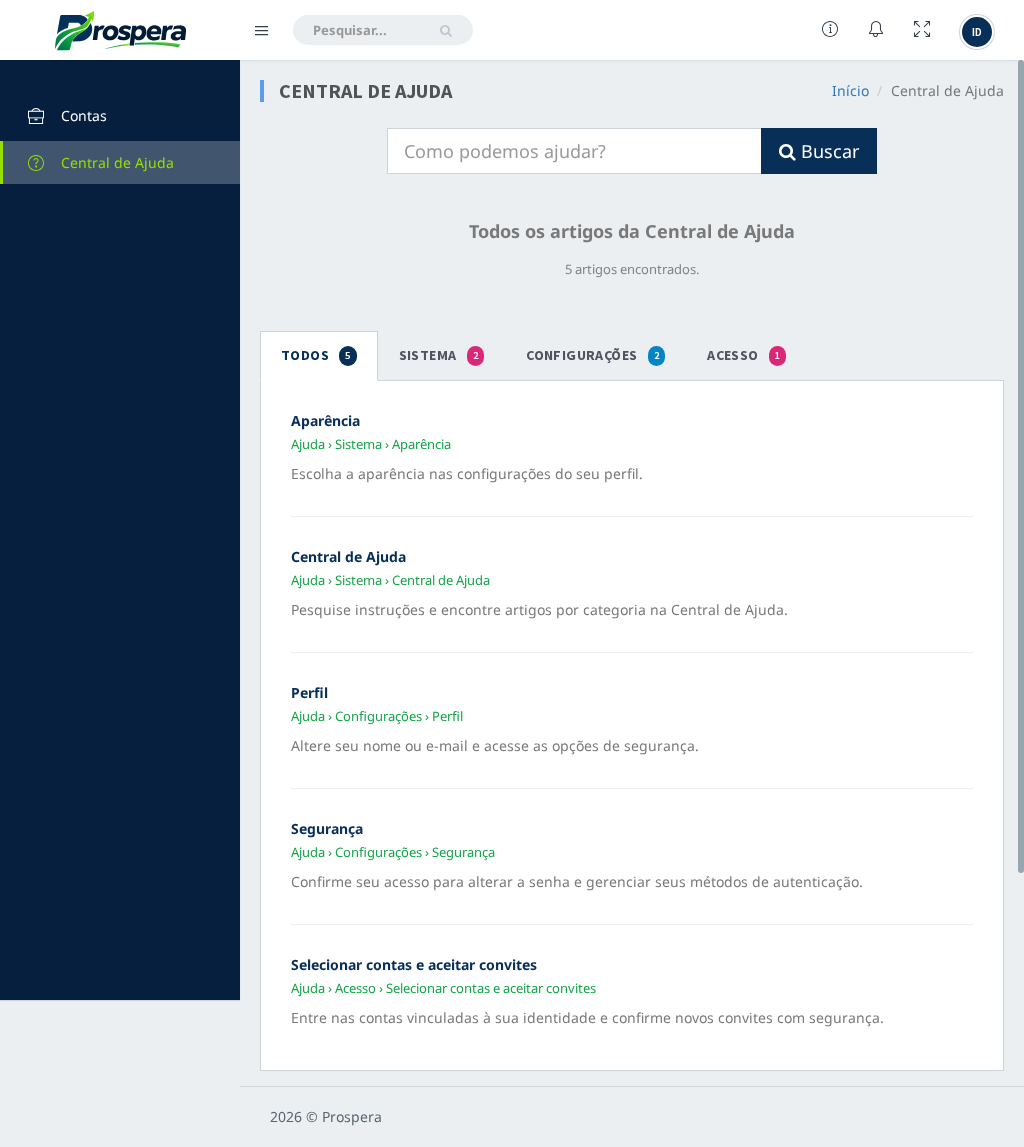 Prospera
Pesquisar...
ID
Contas
Central de Ajuda
CENTRAL DE AJUDA
Início / Central de Ajuda
Como podemos ajudar?
Buscar
Todos os artigos da Central de Ajuda
5 artigos encontrados.
TODOS 5 SISTEMA 2 CONFIGURAÇÕES 2 ACESSO 1
Aparência
Ajuda › Sistema › Aparência
Escolha a aparência nas configurações do seu perfil.
Central de Ajuda
Ajuda › Sistema › Central de Ajuda
Pesquise instruções e encontre artigos por categoria na Central de Ajuda.
Perfil
Ajuda › Configurações › Perfil
Altere seu nome ou e-mail e acesse as opções de segurança.
Segurança
Ajuda › Configurações › Segurança
Confirme seu acesso para alterar a senha e gerenciar seus métodos de autenticação.
Selecionar contas e aceitar convites
Ajuda › Acesso › Selecionar contas e aceitar convites
Entre nas contas vinculadas à sua identidade e confirme novos convites com segurança.
2026 © Prospera